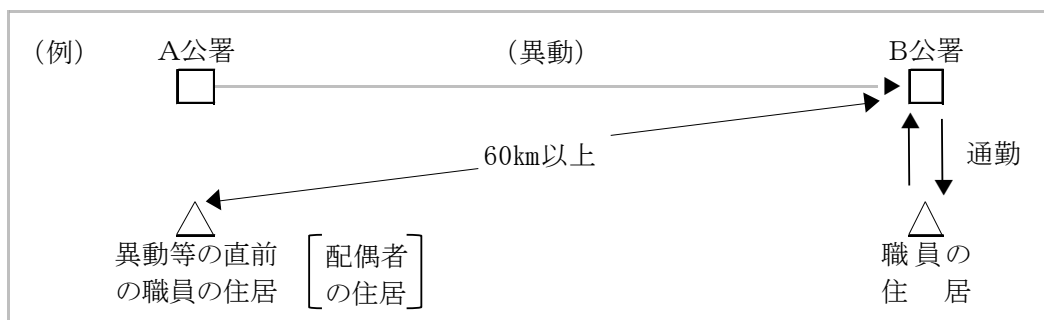 （例） A公署 （異動） B公署
60㎞以上
通勤
異動等の直前
の職員の住居
配偶者
の住居
職員の
住　居